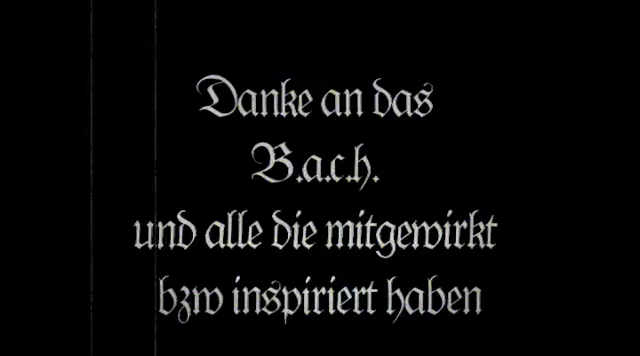 Danke an das
B.a.c.h.
und alle die mitgewirkt
bzw inspiriert haben